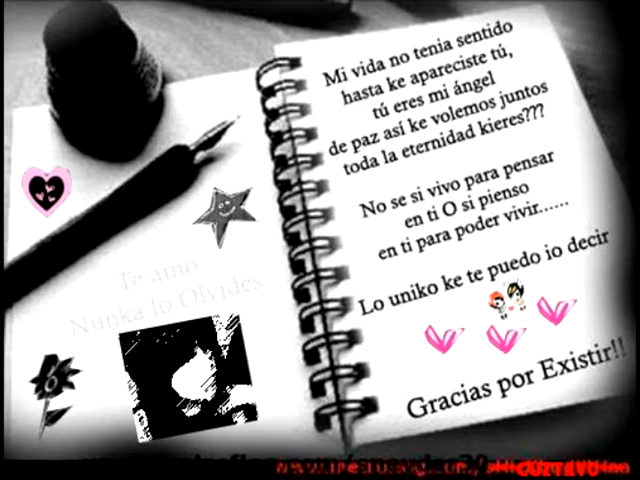 Te amo
Nunka lo Olvides
Mi vida no tenia sentido
hasta ke apareciste tú,
tú eres mi ángel
de paz así ke volemos juntos
toda la eternidad kieres???
No se si vivo para pensar
en ti O si pienso
en ti para poder vivir......
Lo uniko ke te puedo io decir
Gracias por Existir!!